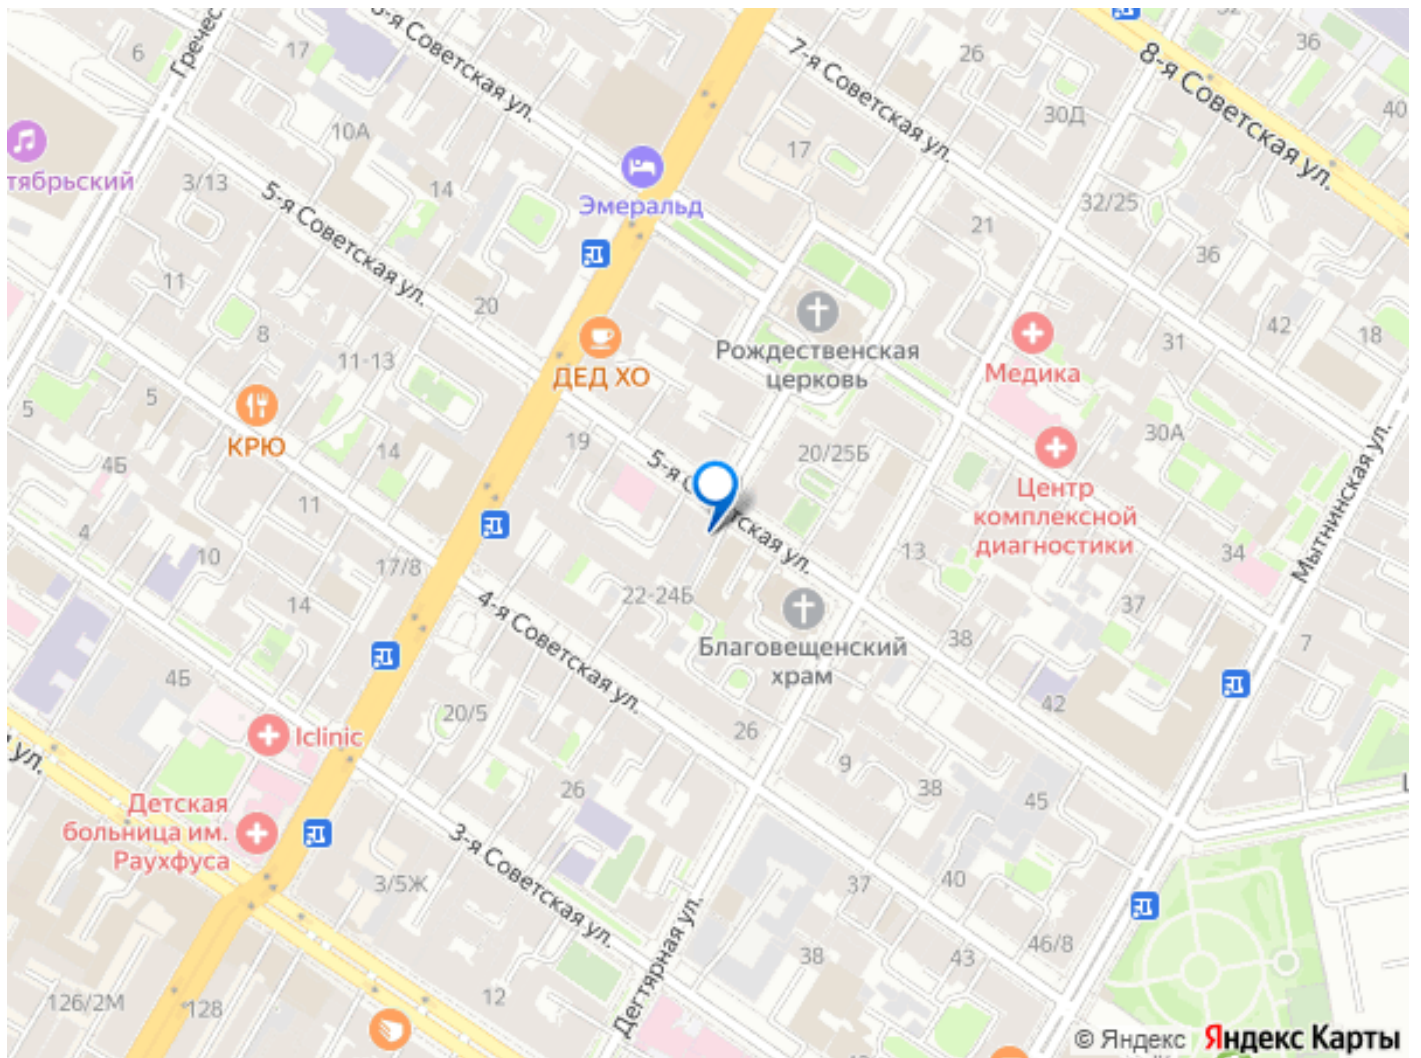 6
Гречес
17
6-я Советская ул.
7-я Советская ул.
26
32
36
8-я Советская ул.
30Д
40
10А
тябрьский
3/13
14
17
Эмеральд
5-я Советская ул.
32/25
21
36
11
20
8
42
18
31
Рождественская
церковь
Медика
11-13
ДЕД ХО
5
5
КРЮ
14
19
20/25Б
30А
4Б
5-я Советская ул.
Центр
комплексной
диагностики
Мытнинская ул.
11
4
10
17/8
13
34
14
22-24Б
37
4-я Советская ул.
Благовещенский
храм
38
7
4Б
42
20/5
26
Iclinic
ул.
9
38
45
26
Детская
больница им.
Раухфуса
3-я Советская ул.
3/5Ж
37
40
Дегтярная ул.
38
43
46/8
126/2М
128
12
© Яндекс Яндекс Карты